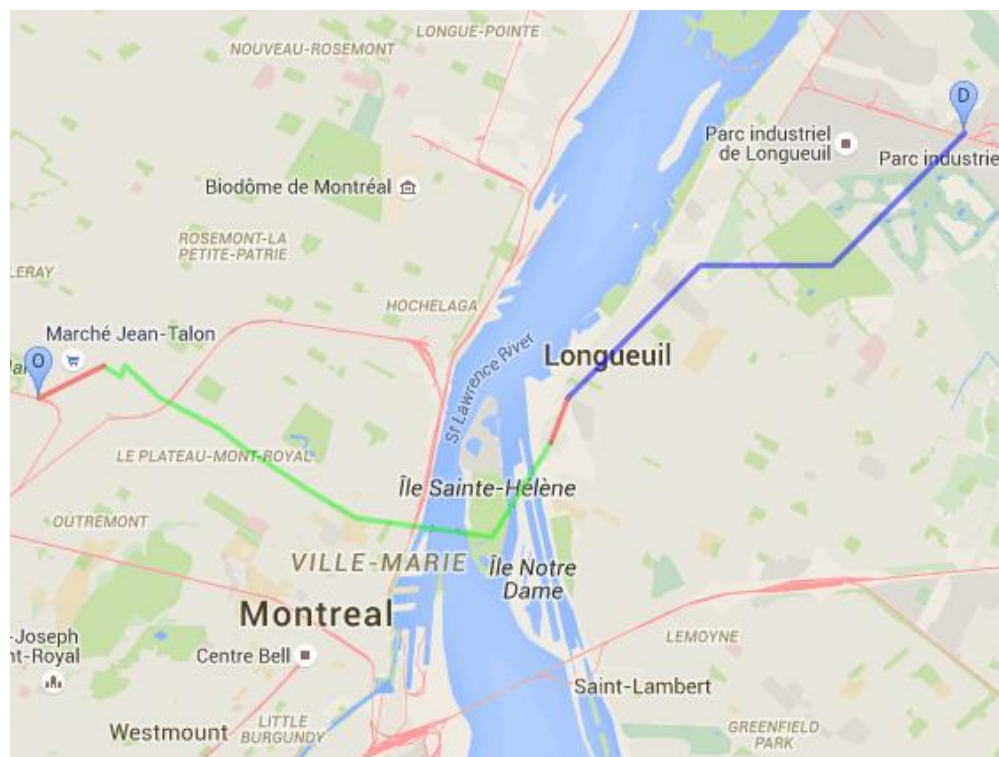 LONGUE-POINTE
NOUVEAU-ROSEMONT
D
Parc industriel
de Longueuil
Parc industrie
Biodôme de Montréal
ROSEMONT-LA
PETITE-PATRIE
LERAY
HOCHELAGA
Marché Jean-Talon
O
St Lawrence River
Longueuil
LE PLATEAU-MONT-ROYAL
Île Sainte-Hélène
OUTREMONT
VILLE-MARIE
Île Notre
Dame
Montreal
-Joseph
nt-Royal
Centre Bell
LEMOYNE
Saint-Lambert
Westmount
LITTLE
BURGUNDY
GREENFIELD
PARK